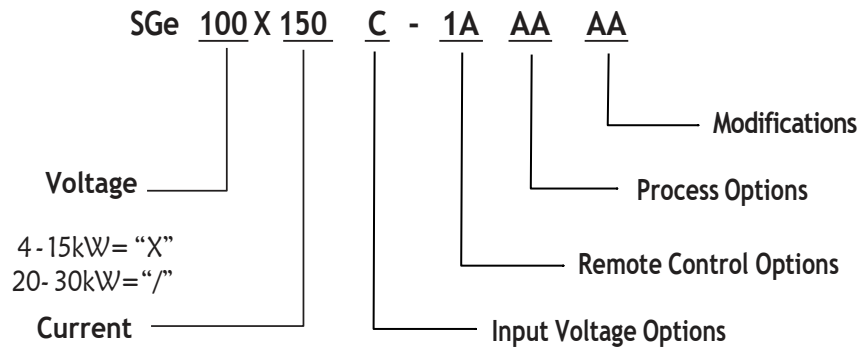 SGe 100 X 150 C - 1A AA AA
Modifications
Voltage
Process Options
4-15kW= “X”
20-30kW=“/”
Remote Control Options
Current
Input Voltage Options